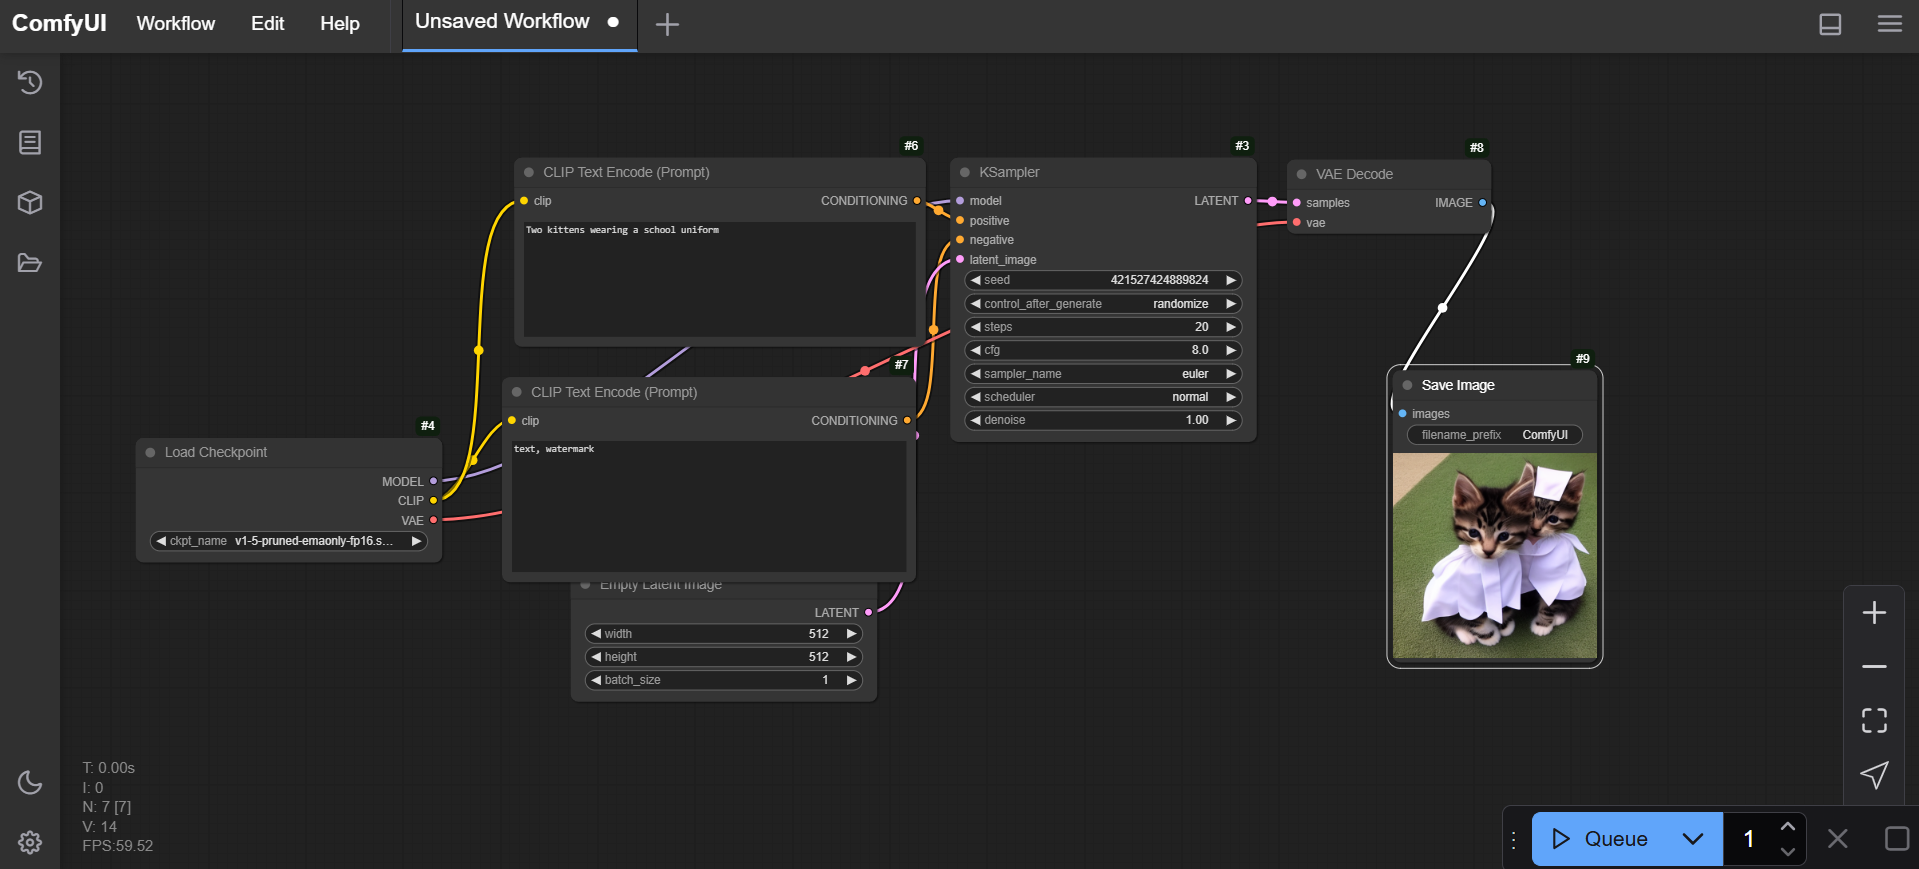 ComfyUI Workflow Edit Help Unsaved Workflow
#6
CLIP Text Encode (Prompt)
clip CONDITIONING
Two kittens wearing a school uniform
#3
KSampler
model LATENT
positive
negative
latent_image
seed 421527424889824
control_after_generate randomize
steps 20
cfg 8.0
sampler_name euler
scheduler normal
denoise 1.00
#8
VAE Decode
samples IMAGE
vae
#7
CLIP Text Encode (Prompt)
clip CONDITIONING
text, watermark
#9
Save Image
images
filename_prefix ComfyUI
#4
Load Checkpoint
MODEL
CLIP
VAE
ckpt_name v1-5-pruned-emaonly-fp16.s...
Empty Latent Image
LATENT
width 512
height 512
batch_size 1
T: 0.00s
I: 0
N: 7 [7]
V: 14
FPS:59.52
Queue 1